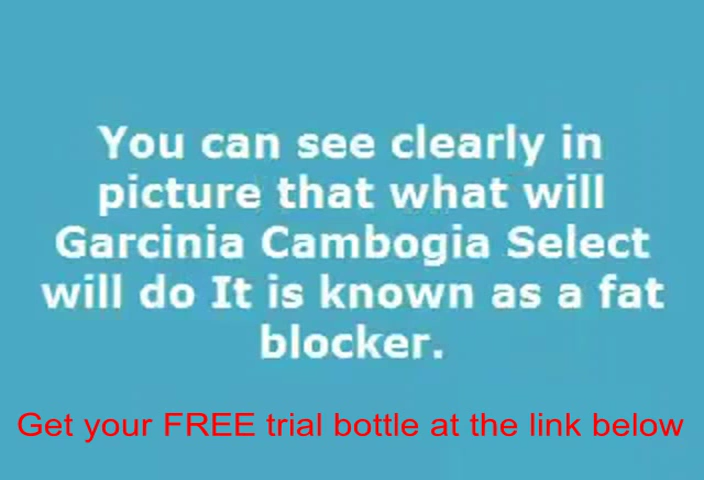 You can see clearly in
picture that what will
Garcinia Cambogia Select
will do It is known as a fat
blocker.
Get your FREE trial bottle at the link below